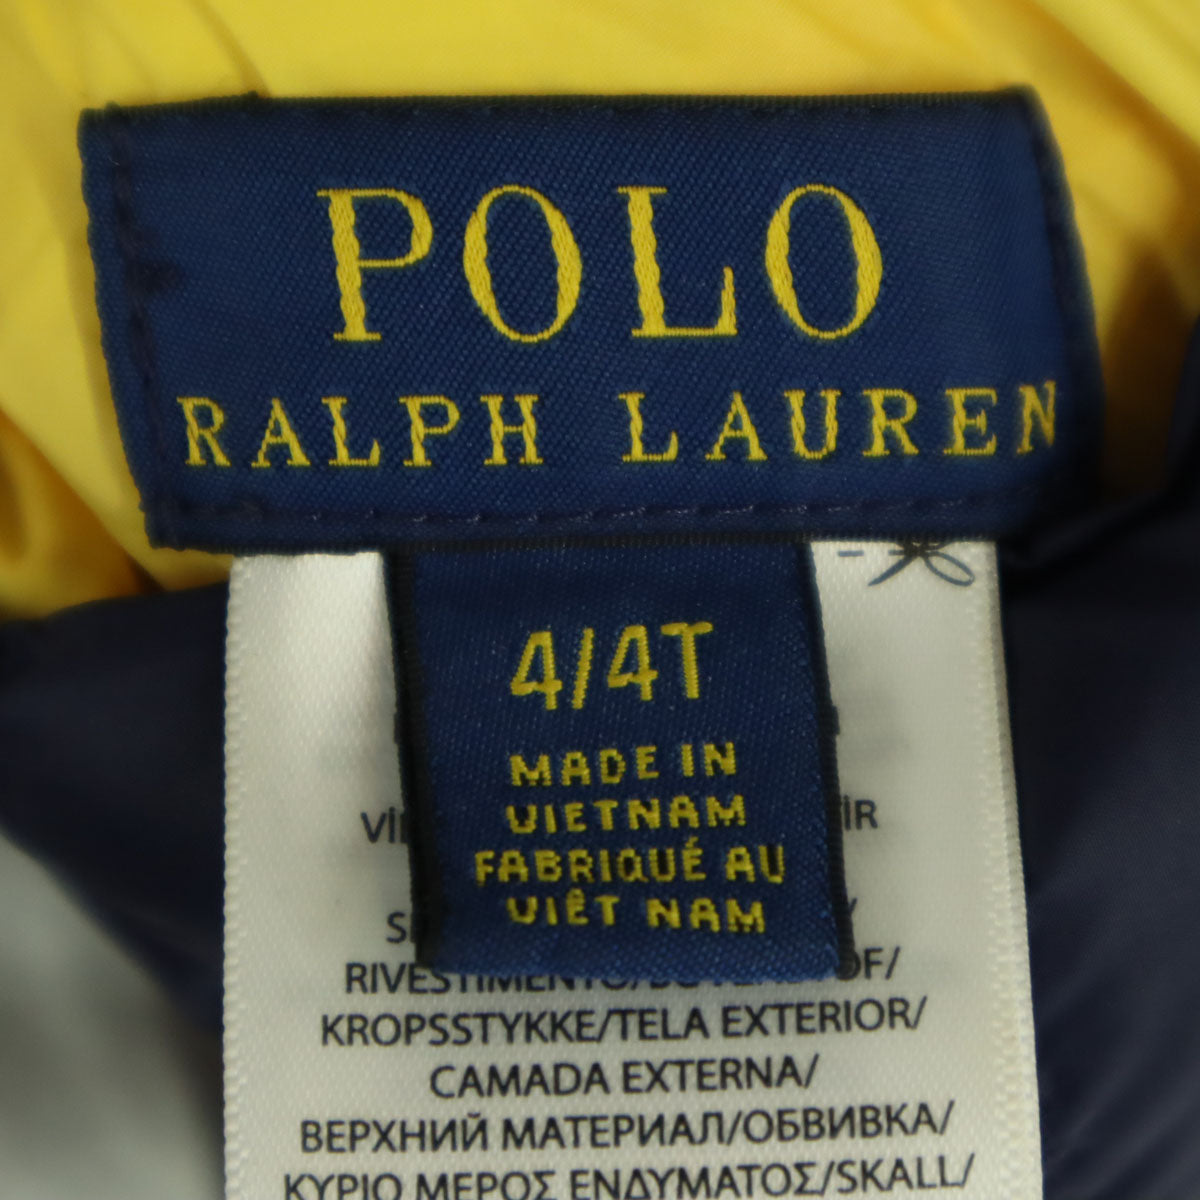 POLO
RALPH LAUREN
4/4T
MADE IN
VIETNAM
FABRIQUÉ AU
VIÊT NAM
RIVESTIMENTO/
KROPSSTYKKE/TELA EXTERIOR/
CAMADA EXTERNA/
ВЕРХНИЙ МАТЕРИАЛ/ОБВИВКА/
ΚΥΡΙΟ ΜΕΡΟΣ ΕΝΔΥΜΑΤΟΣ/SKALL/